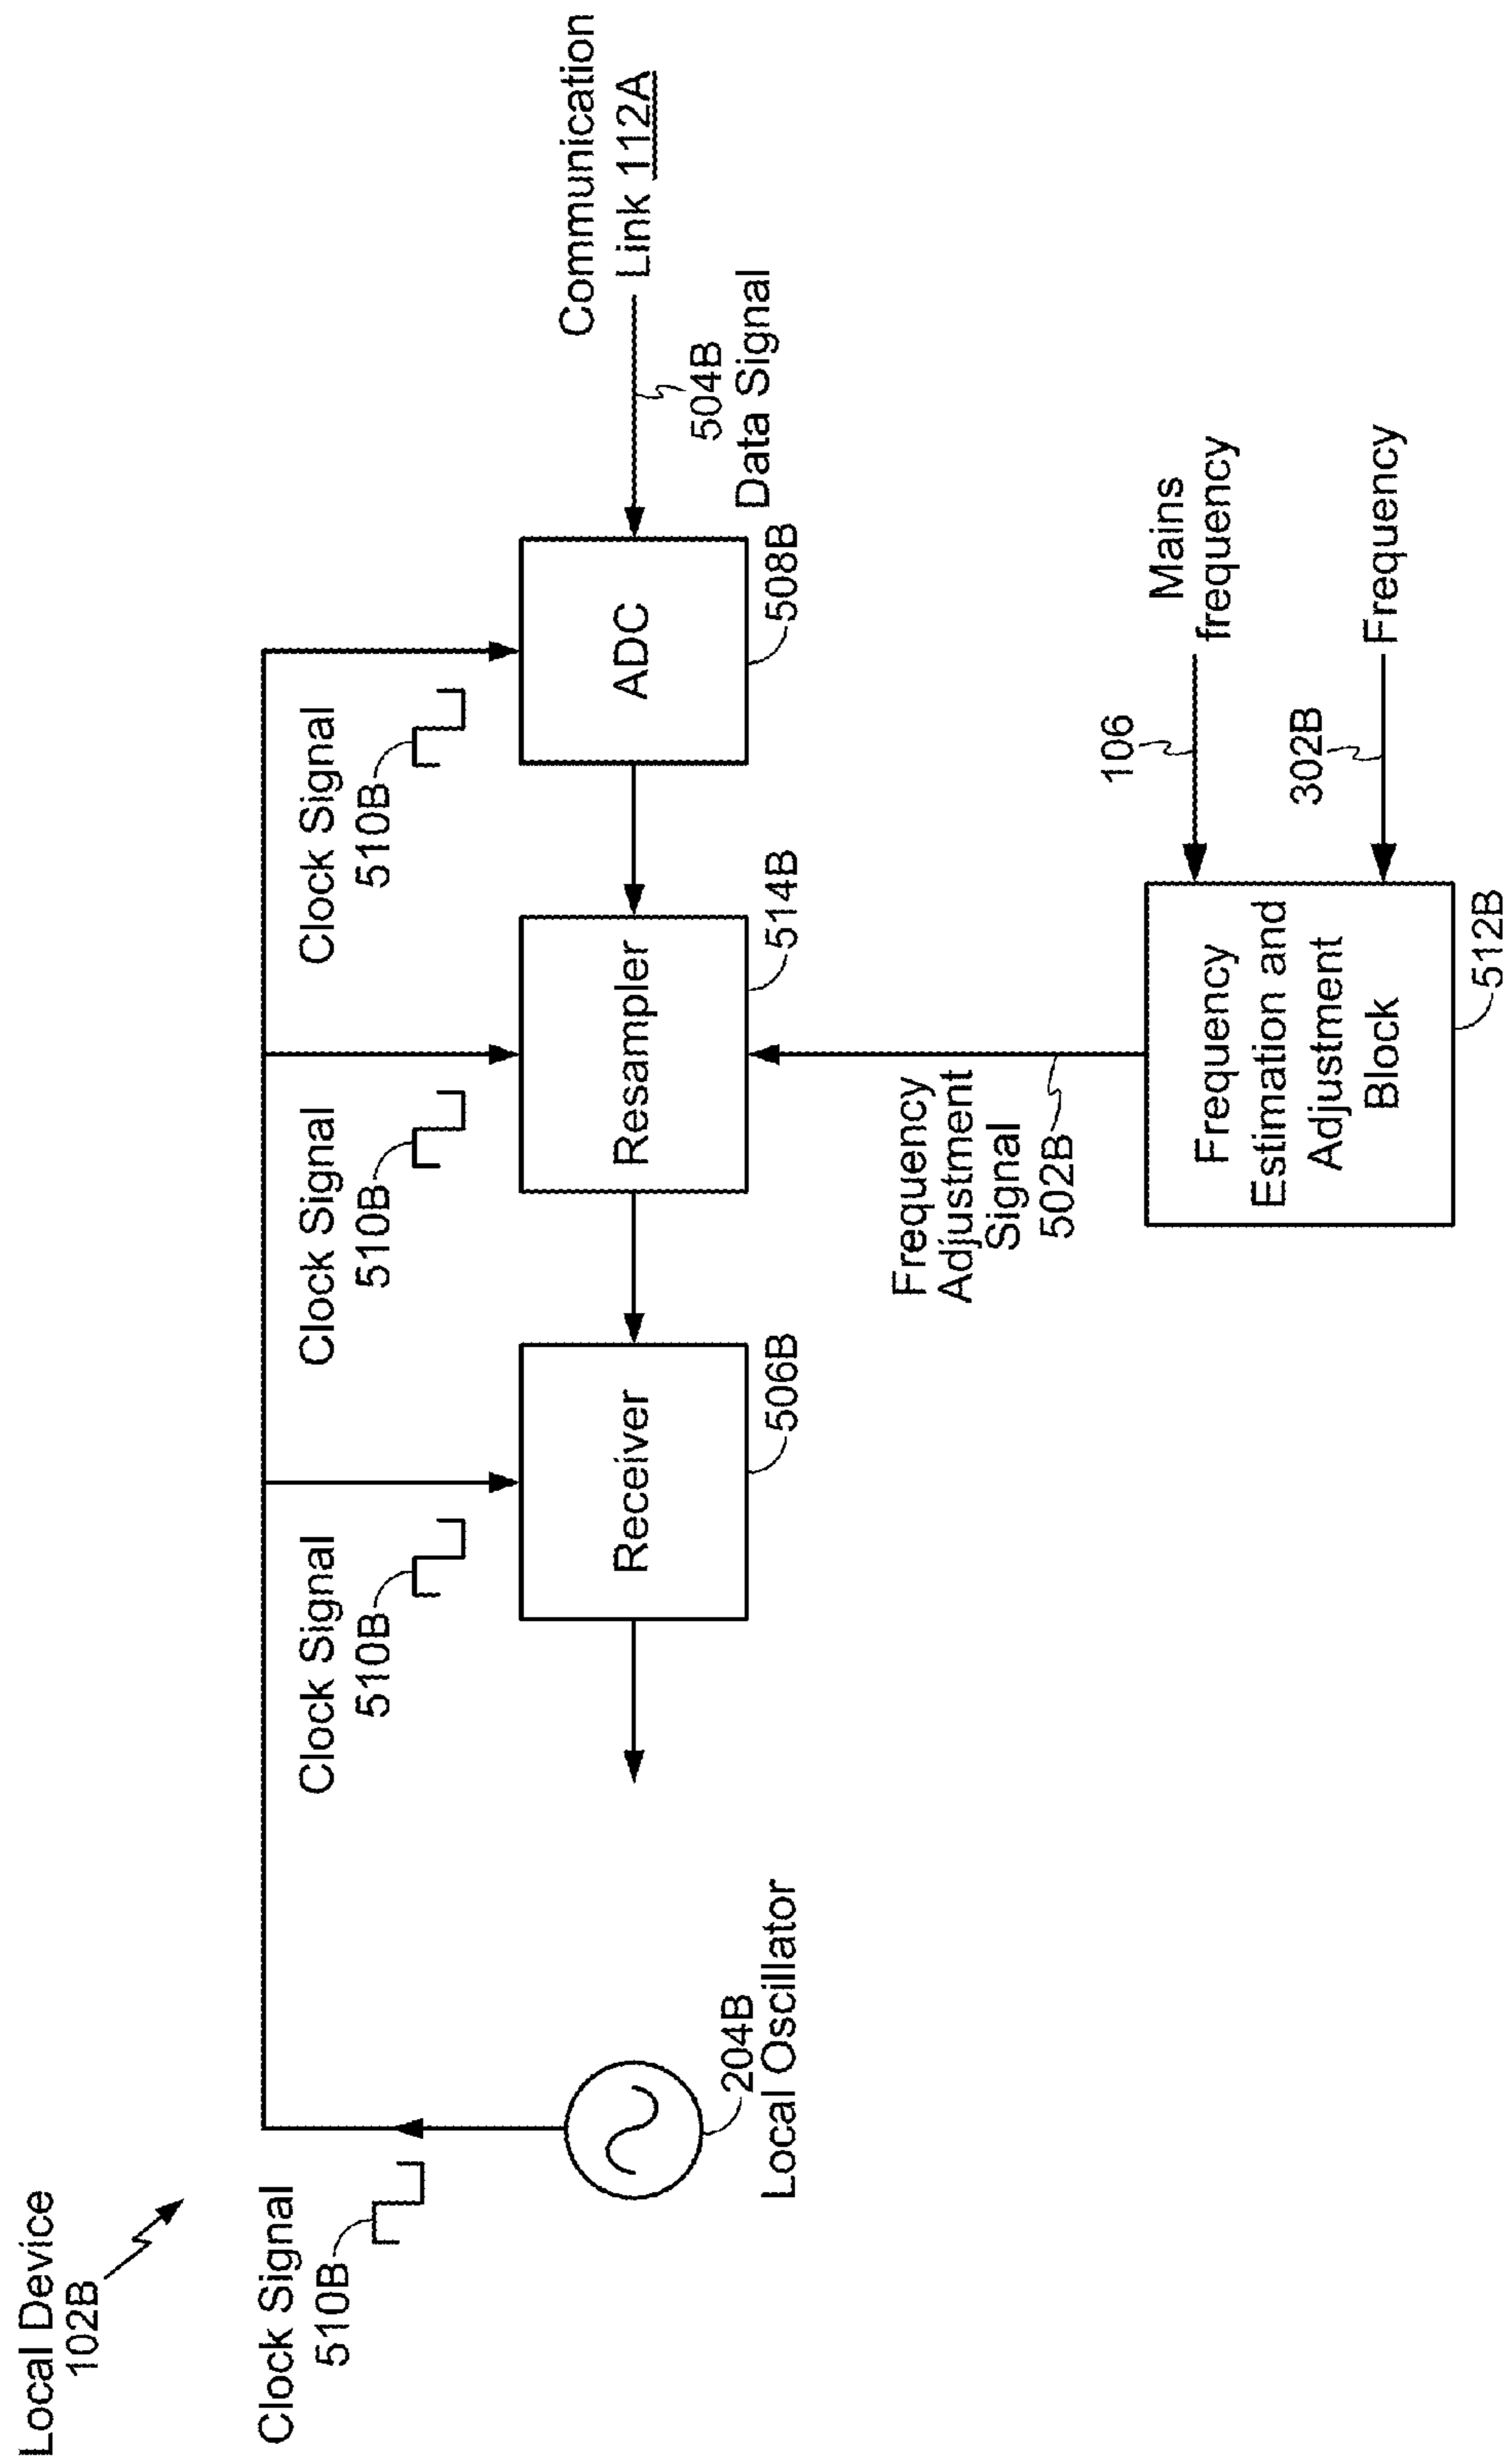 Local Device
102B
Clock Signal
510B
Clock Signal
510B
Clock Signal
510B
Clock Signal
510B
204B
Local Oscillator
Receiver
506B
Resampler
514B
ADC
508B
Communication
Link 112A
504B
Data Signal
Frequency
Adjustment
Signal
502B
Frequency
Estimation and
Adjustment
Block
512B
106
Mains
frequency
302B
Frequency